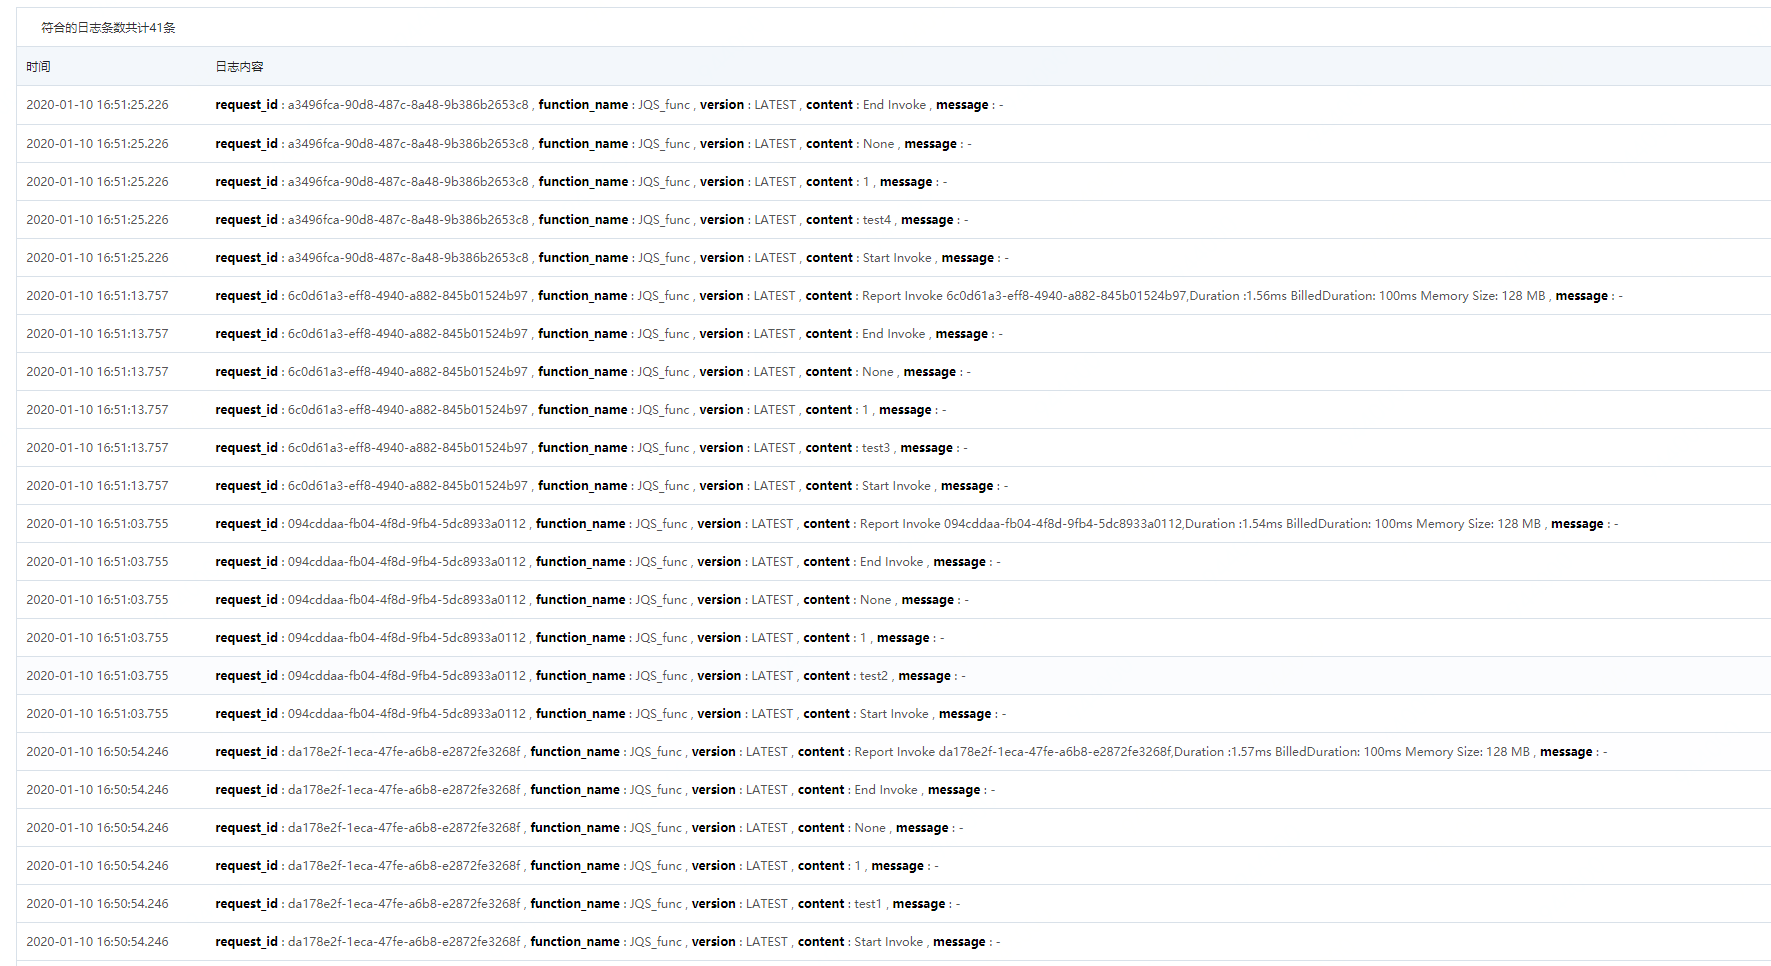 符合的日志条数共计41条
时间 日志内容
2020-01-10 16:51:25.226 request_id : a3496fca-90d8-487c-8a48-9b386b2653c8 , function_name : JQS_func , version : LATEST , content : End Invoke , message : -
2020-01-10 16:51:25.226 request_id : a3496fca-90d8-487c-8a48-9b386b2653c8 , function_name : JQS_func , version : LATEST , content : None , message : -
2020-01-10 16:51:25.226 request_id : a3496fca-90d8-487c-8a48-9b386b2653c8 , function_name : JQS_func , version : LATEST , content : 1 , message : -
2020-01-10 16:51:25.226 request_id : a3496fca-90d8-487c-8a48-9b386b2653c8 , function_name : JQS_func , version : LATEST , content : test4 , message : -
2020-01-10 16:51:25.226 request_id : a3496fca-90d8-487c-8a48-9b386b2653c8 , function_name : JQS_func , version : LATEST , content : Start Invoke , message : -
2020-01-10 16:51:13.757 request_id : 6c0d61a3-eff8-4940-a882-845b01524b97 , function_name : JQS_func , version : LATEST , content : Report Invoke 6c0d61a3-eff8-4940-a882-845b01524b97,Duration :1.56ms BilledDuration: 100ms Memory Size: 128 MB , message : -
2020-01-10 16:51:13.757 request_id : 6c0d61a3-eff8-4940-a882-845b01524b97 , function_name : JQS_func , version : LATEST , content : End Invoke , message : -
2020-01-10 16:51:13.757 request_id : 6c0d61a3-eff8-4940-a882-845b01524b97 , function_name : JQS_func , version : LATEST , content : None , message : -
2020-01-10 16:51:13.757 request_id : 6c0d61a3-eff8-4940-a882-845b01524b97 , function_name : JQS_func , version : LATEST , content : 1 , message : -
2020-01-10 16:51:13.757 request_id : 6c0d61a3-eff8-4940-a882-845b01524b97 , function_name : JQS_func , version : LATEST , content : test3 , message : -
2020-01-10 16:51:13.757 request_id : 6c0d61a3-eff8-4940-a882-845b01524b97 , function_name : JQS_func , version : LATEST , content : Start Invoke , message : -
2020-01-10 16:51:03.755 request_id : 094cddaa-fb04-4f8d-9fb4-5dc8933a0112 , function_name : JQS_func , version : LATEST , content : Report Invoke 094cddaa-fb04-4f8d-9fb4-5dc8933a0112,Duration :1.54ms BilledDuration: 100ms Memory Size: 128 MB , message : -
2020-01-10 16:51:03.755 request_id : 094cddaa-fb04-4f8d-9fb4-5dc8933a0112 , function_name : JQS_func , version : LATEST , content : End Invoke , message : -
2020-01-10 16:51:03.755 request_id : 094cddaa-fb04-4f8d-9fb4-5dc8933a0112 , function_name : JQS_func , version : LATEST , content : None , message : -
2020-01-10 16:51:03.755 request_id : 094cddaa-fb04-4f8d-9fb4-5dc8933a0112 , function_name : JQS_func , version : LATEST , content : 1 , message : -
2020-01-10 16:51:03.755 request_id : 094cddaa-fb04-4f8d-9fb4-5dc8933a0112 , function_name : JQS_func , version : LATEST , content : test2 , message : -
2020-01-10 16:51:03.755 request_id : 094cddaa-fb04-4f8d-9fb4-5dc8933a0112 , function_name : JQS_func , version : LATEST , content : Start Invoke , message : -
2020-01-10 16:50:54.246 request_id : da178e2f-1eca-47fe-a6b8-e2872fe3268f , function_name : JQS_func , version : LATEST , content : Report Invoke da178e2f-1eca-47fe-a6b8-e2872fe3268f,Duration :1.57ms BilledDuration: 100ms Memory Size: 128 MB , message : -
2020-01-10 16:50:54.246 request_id : da178e2f-1eca-47fe-a6b8-e2872fe3268f , function_name : JQS_func , version : LATEST , content : End Invoke , message : -
2020-01-10 16:50:54.246 request_id : da178e2f-1eca-47fe-a6b8-e2872fe3268f , function_name : JQS_func , version : LATEST , content : None , message : -
2020-01-10 16:50:54.246 request_id : da178e2f-1eca-47fe-a6b8-e2872fe3268f , function_name : JQS_func , version : LATEST , content : 1 , message : -
2020-01-10 16:50:54.246 request_id : da178e2f-1eca-47fe-a6b8-e2872fe3268f , function_name : JQS_func , version : LATEST , content : test1 , message : -
2020-01-10 16:50:54.246 request_id : da178e2f-1eca-47fe-a6b8-e2872fe3268f , function_name : JQS_func , version : LATEST , content : Start Invoke , message : -